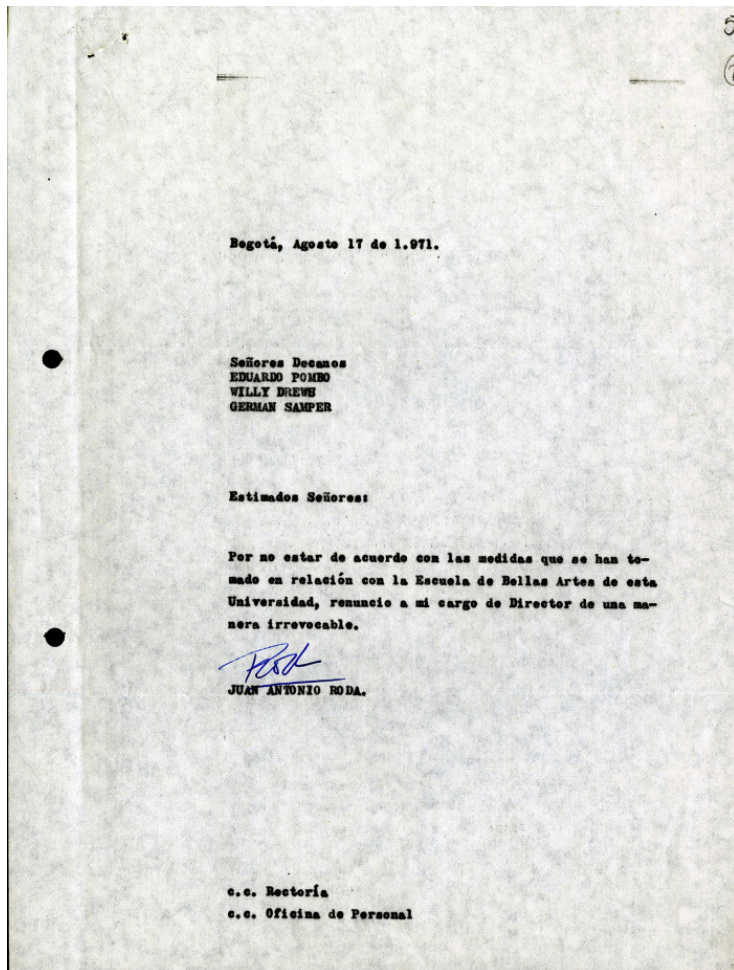 5
Bogotá, Agosto 17 de 1.971.
Señores Decanos
EDUARDO POMBO
WILLY DREWS
GERMAN SAMPER
Estimados Señores:
Por no estar de acuerdo con las medidas que se han to-
mado en relación con la Escuela de Bellas Artes de esta
Universidad, renuncio a mi cargo de Director de una ma-
nera irrevocable.
Roda
JUAN ANTONIO RODA.
c.c. Rectoría
c.c. Oficina de Personal